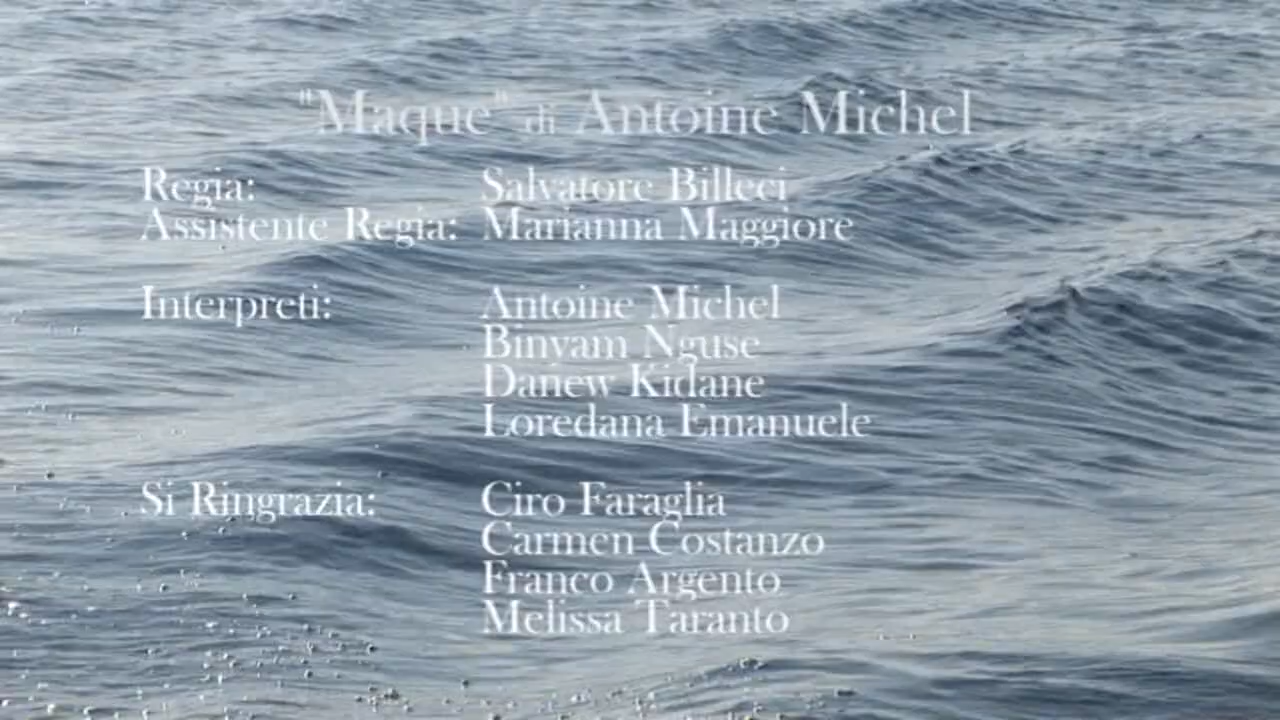 "Maque" di Antoine Michel
Regia: Salvatore Billeci
Assistente Regia: Marianna Maggiore
Interpreti: Antoine Michel
Binyam Nguse
Danew Kidane
Loredana Emanuele
Si Ringrazia: Ciro Faraglia
Carmen Costanzo
Franco Argento
Melissa Taranto